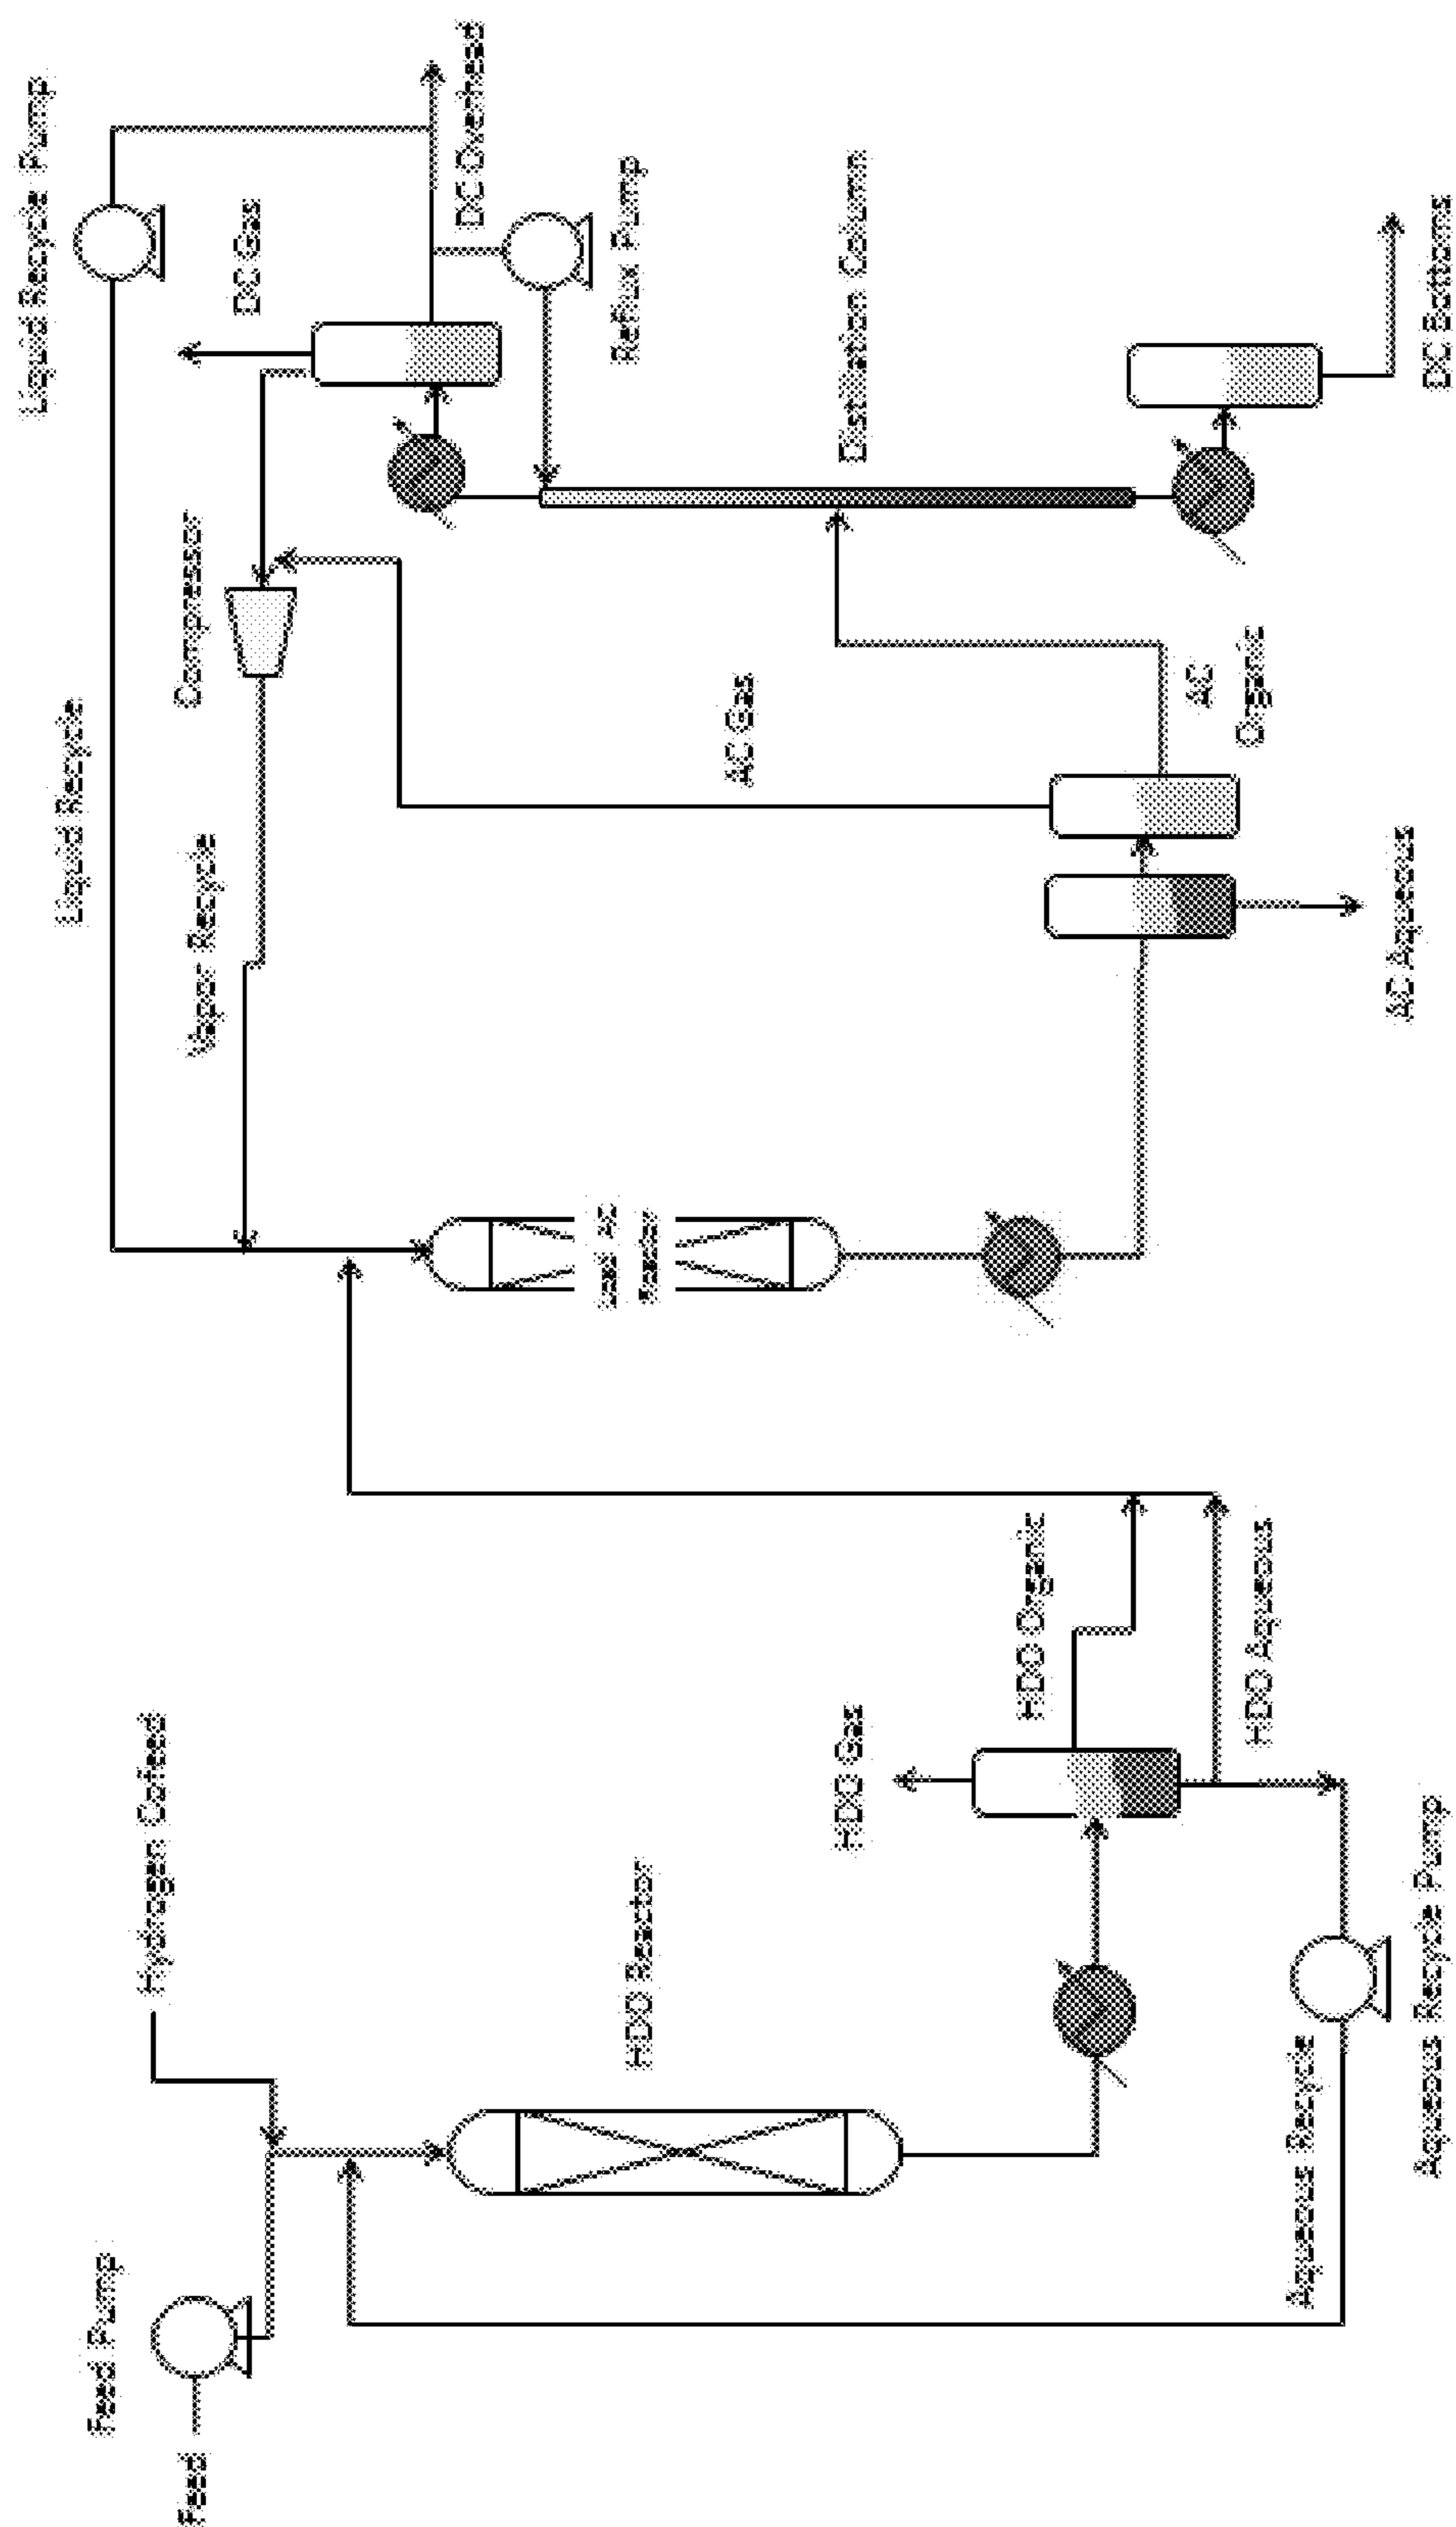 Feed
Feed Pump
Hydrogen Cofeed
HDO Reactor
Aqueous Recycle
Aqueous Recycle Pump
HDO Gas
HDO Organic
HDO Aqueous
Lead AC
Reactor
Liquid Recycle
Vapor Recycle
Compressor
AC Gas
AC Aqueous
AC
Organic
Liquid Recycle Pump
DC Gas
DC Overhead
Reflux Pump
Distillation Column
DC Bottoms